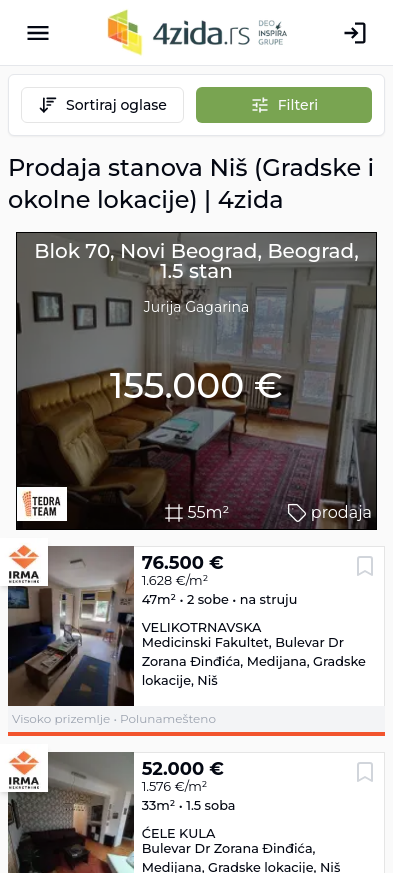 4zida.rs DEO INSPIRA GRUPE
Sortiraj oglase
Filteri
Prodaja stanova Niš (Gradske i
okolne lokacije) | 4zida
Blok 70, Novi Beograd, Beograd,
1.5 stan
Jurija Gagarina
155.000 €
TEDRA
TEAM
55m²
prodaja
IRMA
NEKRETNINE
76.500 €
1.628 €/m²
47m² • 2 sobe • na struju
VELIKOTRNAVSKA
Medicinski Fakultet, Bulevar Dr
Zorana Đinđića, Medijana, Gradske
lokacije, Niš
Visoko prizemlje • Polunamešteno
IRMA
NEKRETNINE
52.000 €
1.576 €/m²
33m² • 1.5 soba
ĆELE KULA
Bulevar Dr Zorana Đinđića,
Medijana, Gradske lokacije, Niš